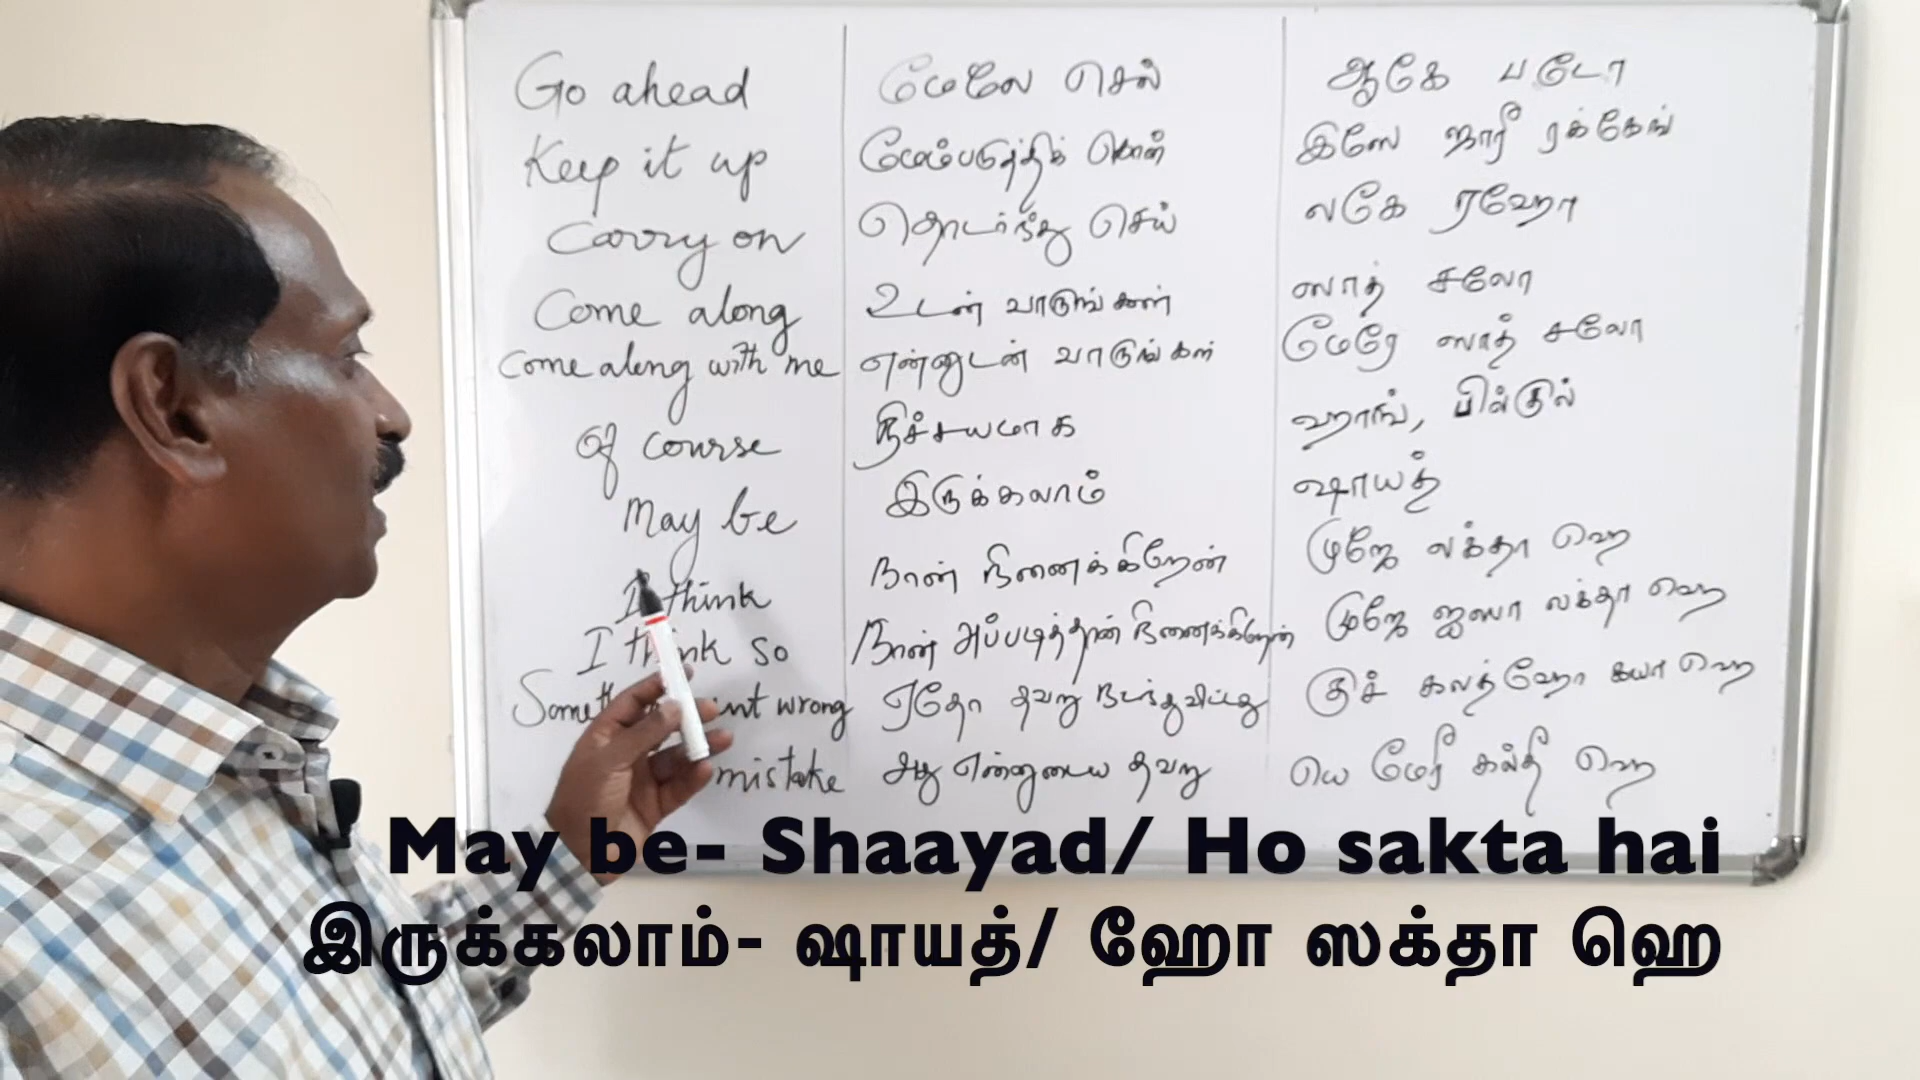 Go ahead மேலே செல் ஆகே படோ
Keep it up மேம்படுத்திக் கொள் இஸே ஜாரீ ரக்கேங்
Carry on தொடர்ந்து செய் லகே ரஹோ
Come along உடன் வாருங்கள் ஸாத் சலோ
Come along with me என்னுடன் வாருங்கள் மேரே ஸாத் சலோ
Of course நிச்சயமாக ஹாங், பில்குல்
May be இருக்கலாம் ஷாயத்
I think நான் நினைக்கிறேன் முஜே லக்தா ஹை
I think so நான் அப்படித்தான் நினைக்கிறேன் முஜே ஐஸா லக்தா ஹை
wrong ஏதோ தவறு நடந்துவிட்டது குச் கலத் ஹோ கயா ஹை
mistake அது என்னுடைய தவறு யெ மேரீ கல்தீ ஹை
May be- Shaayad/ Ho sakta hai
இருக்கலாம்- ஷாயத்/ ஹோ ஸக்தா ஹெ